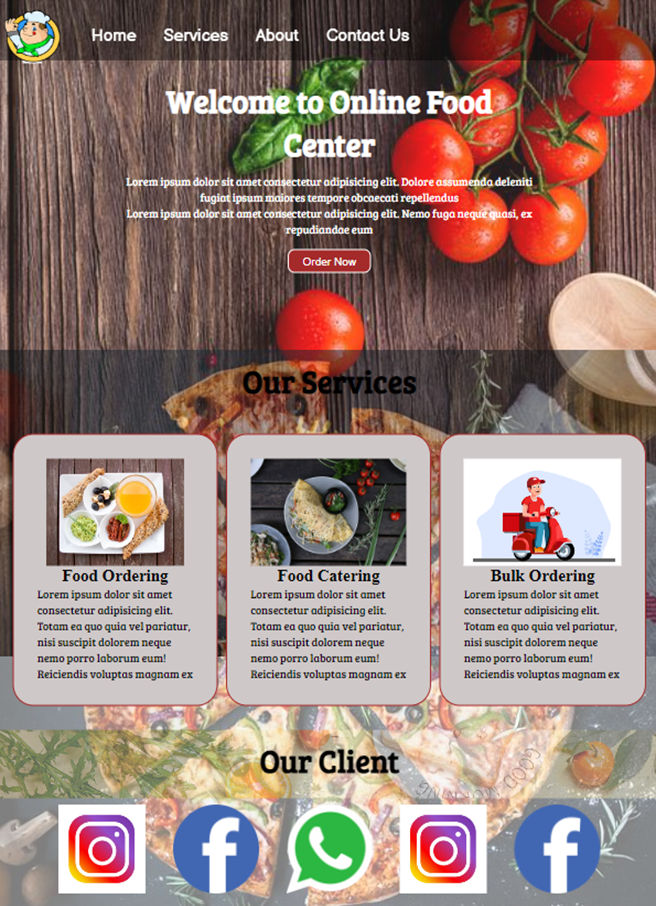 Home Services About Contact Us
Welcome to Online Food
Center
Lorem ipsum dolor sit amet consectetur adipisicing elit. Dolore assumenda deleniti
fugiat ipsum maiores tempore obcaecati repellendus
Lorem ipsum dolor sit amet consectetur adipisicing elit. Nemo fuga neque quasi, ex
repudiandae eum
Order Now
Our Services
Food Ordering
Lorem ipsum dolor sit amet
consectetur adipisicing elit.
Totam ea quo quia vel pariatur,
nisi suscipit dolorem neque
nemo porro laborum eum!
Reiciendis voluptas magnam ex
Food Catering
Lorem ipsum dolor sit amet
consectetur adipisicing elit.
Totam ea quo quia vel pariatur,
nisi suscipit dolorem neque
nemo porro laborum eum!
Reiciendis voluptas magnam ex
Bulk Ordering
Lorem ipsum dolor sit amet
consectetur adipisicing elit.
Totam ea quo quia vel pariatur,
nisi suscipit dolorem neque
nemo porro laborum eum!
Reiciendis voluptas magnam ex
Our Client